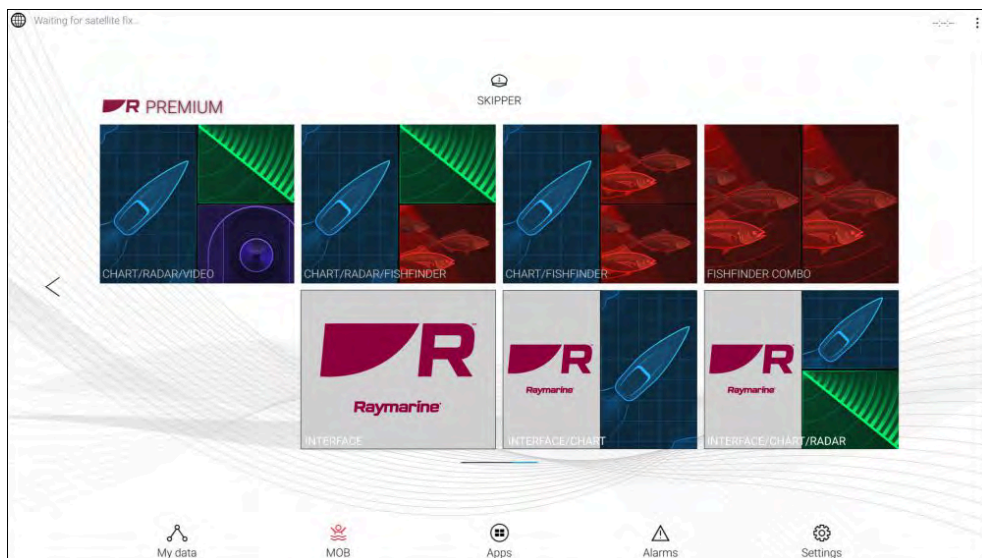 Waiting for satellite fix...
--:--:--
SKIPPER
R PREMIUM
CHART/RADAR/VIDEO
CHART/RADAR/FISHFINDER
CHART/FISHFINDER
FISHFINDER COMBO
R
Raymarine
INTERFACE
R
Raymarine
INTERFACE/CHART
R
Raymarine
INTERFACE/CHART/RADAR
My data
MOB
Apps
Alarms
Settings